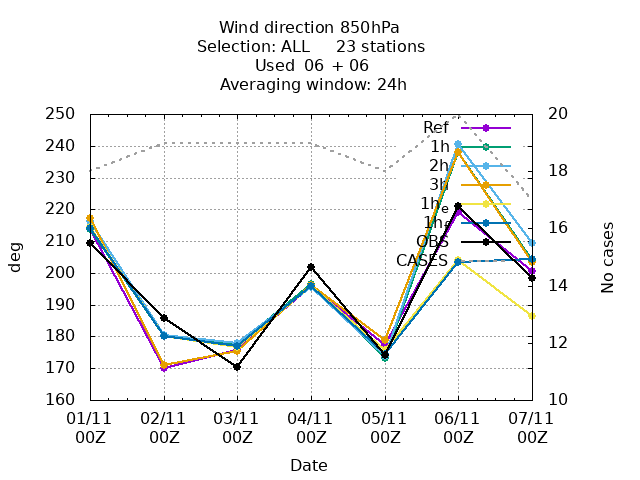 Wind direction 850hPa
Selection: ALL 23 stations
Used 06 + 06
Averaging window: 24h
250
240
230
220
210
200
190
180
170
160
deg
20
18
16
14
12
10
No cases
Ref
1h
2h
3h
1h_e
1h_f
OBS
CASES
01/11 00Z
02/11 00Z
03/11 00Z
04/11 00Z
05/11 00Z
06/11 00Z
07/11 00Z
Date